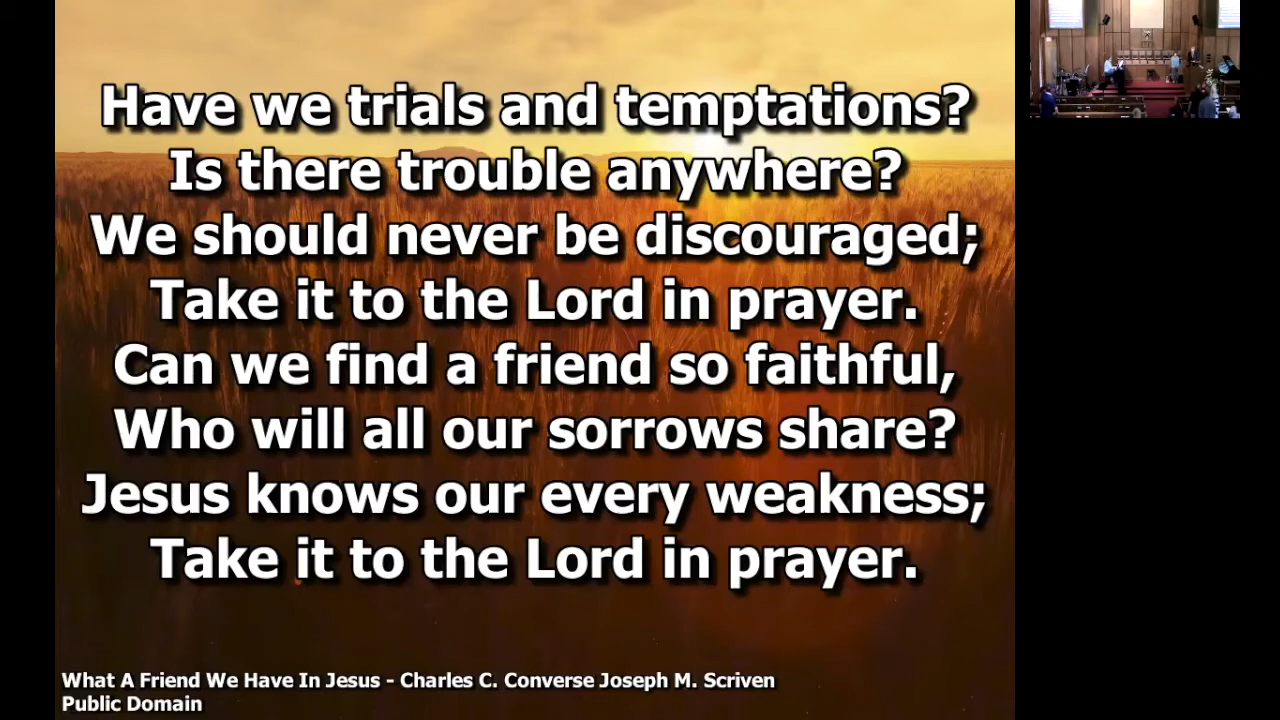 Have we trials and temptations?
Is there trouble anywhere?
We should never be discouraged;
Take it to the Lord in prayer.
Can we find a friend so faithful,
Who will all our sorrows share?
Jesus knows our every weakness;
Take it to the Lord in prayer.
What A Friend We Have In Jesus - Charles C. Converse Joseph M. Scriven
Public Domain